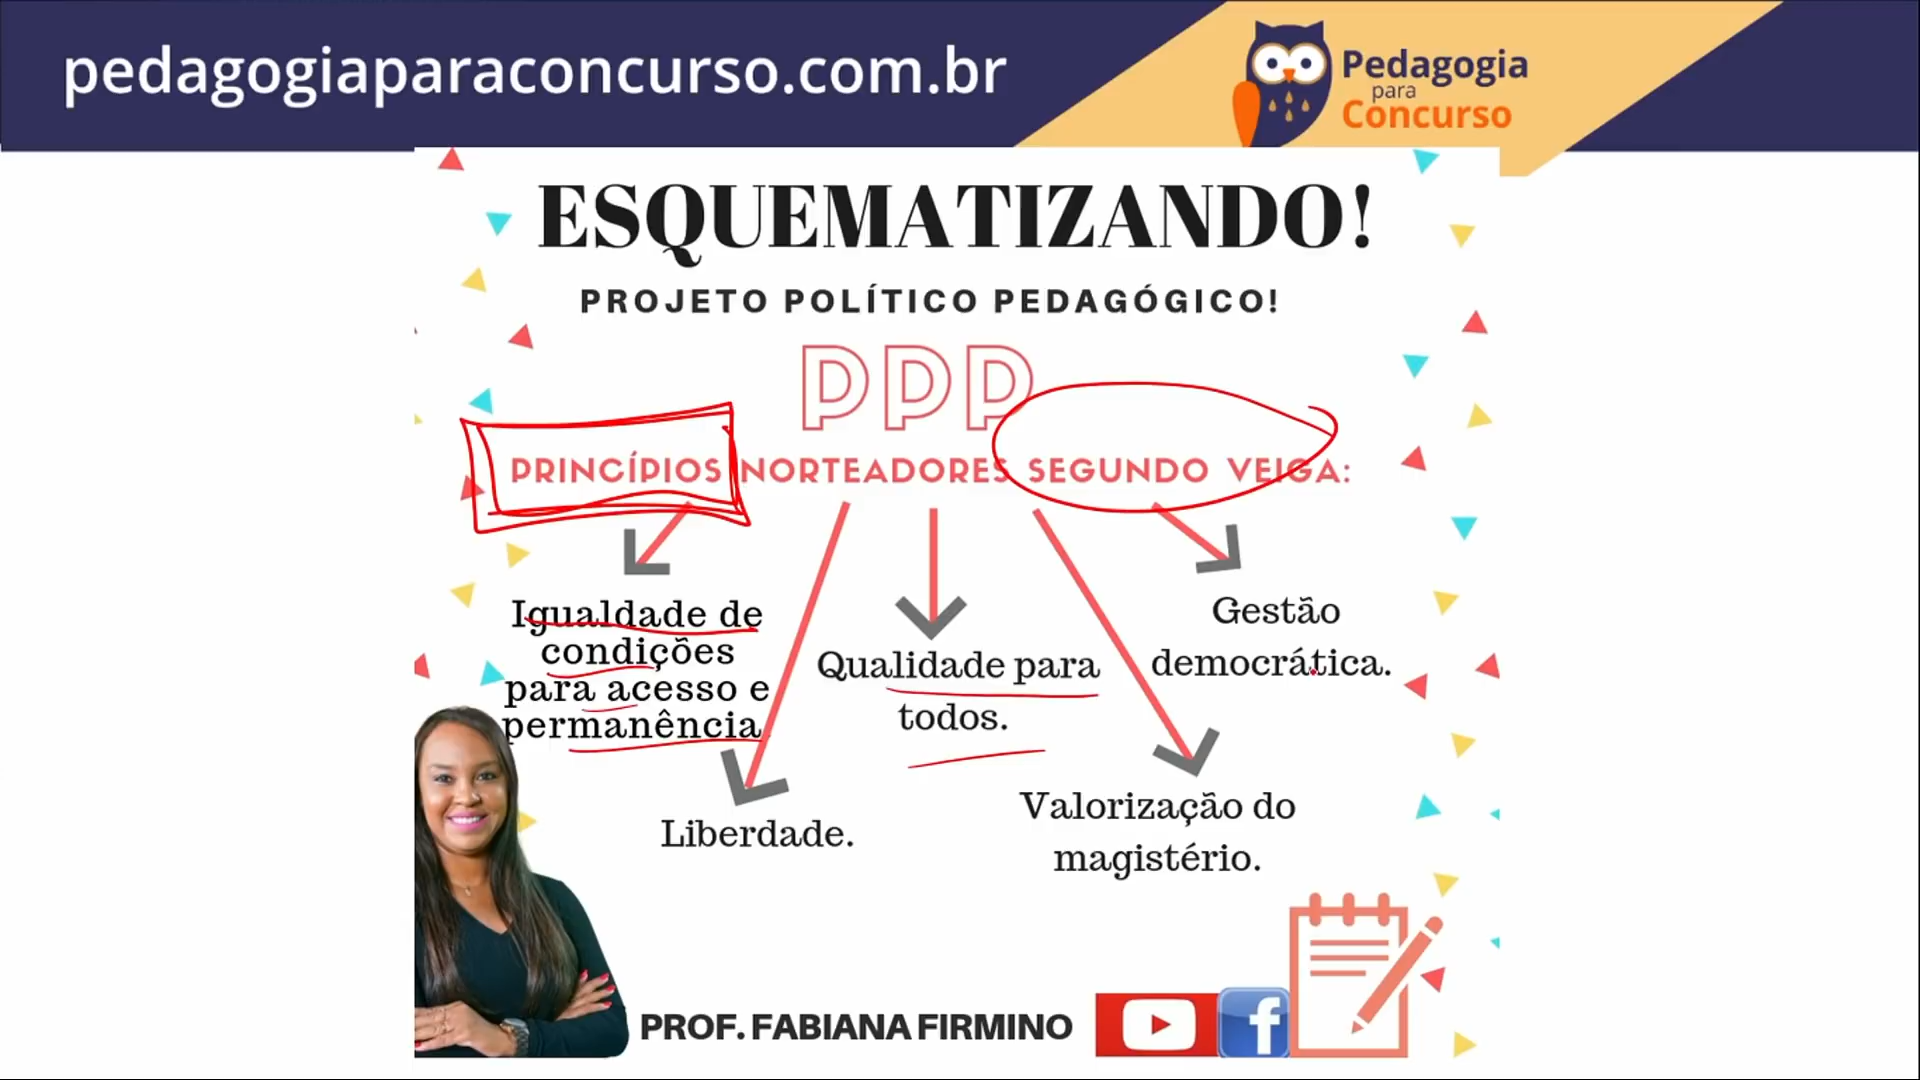 pedagogiaparaconcurso.com.br
Pedagogia
para
Concurso
ESQUEMATIZANDO!
PROJETO POLÍTICO PEDAGÓGICO!
PPP
PRINCÍPIOS NORTEADORES SEGUNDO VEIGA:
Igualdade de
condições
para acesso e
permanência.
Liberdade.
Qualidade para
todos.
Valorização do
magistério.
Gestão
democrática.
PROF. FABIANA FIRMINO
f